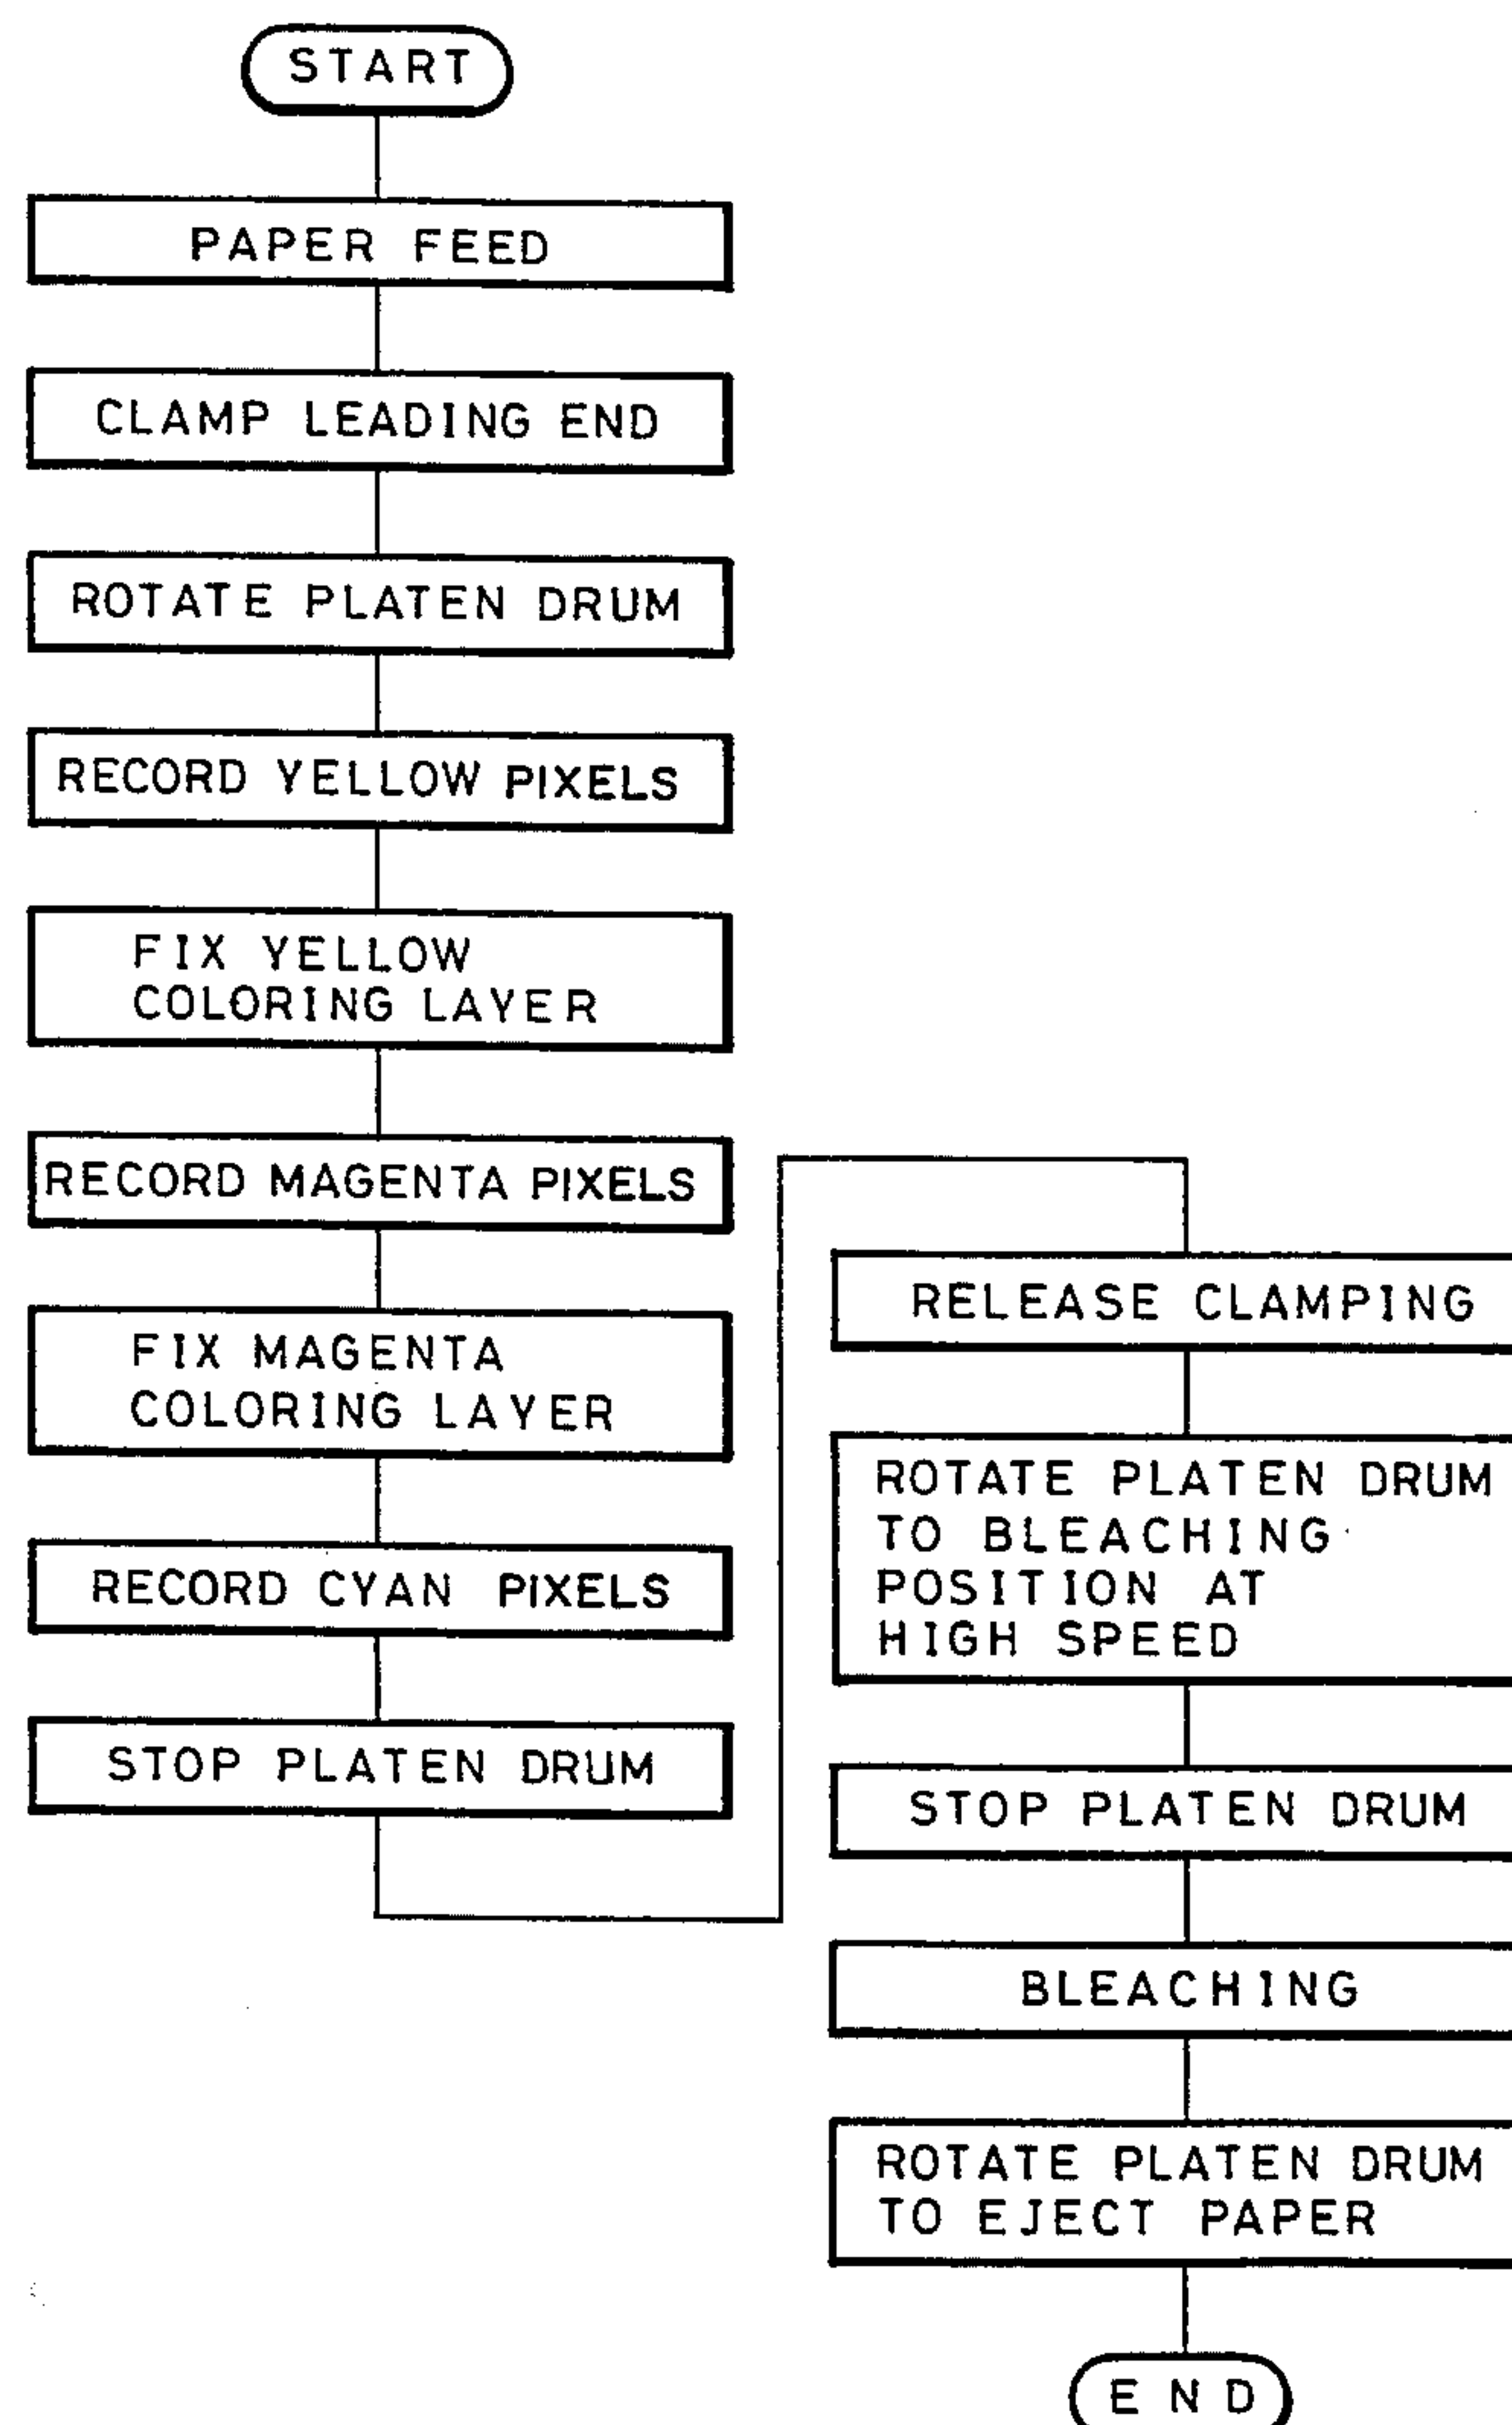 START
PAPER FEED
CLAMP LEADING END
ROTATE PLATEN DRUM
RECORD YELLOW PIXELS
FIX YELLOW
COLORING LAYER
RECORD MAGENTA PIXELS
FIX MAGENTA
COLORING LAYER
RECORD CYAN PIXELS
STOP PLATEN DRUM
RELEASE CLAMPING
ROTATE PLATEN DRUM
TO BLEACHING
POSITION AT
HIGH SPEED
STOP PLATEN DRUM
BLEACHING
ROTATE PLATEN DRUM
TO EJECT PAPER
END